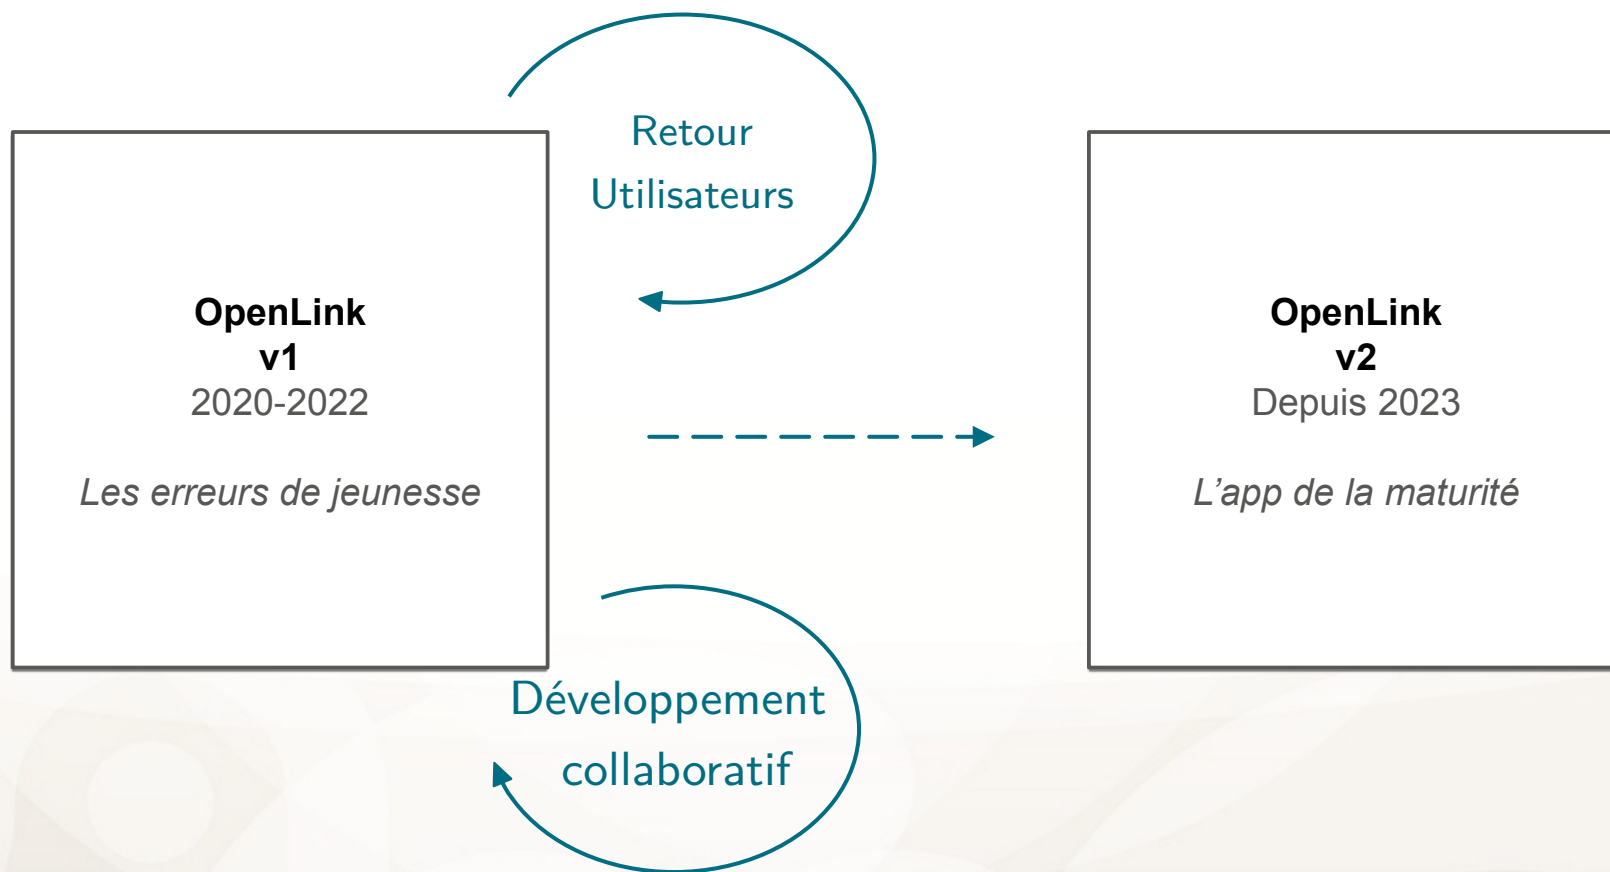 Retour
Utilisateurs
OpenLink
v1
2020-2022
Les erreurs de jeunesse
OpenLink
v2
Depuis 2023
L’app de la maturité
Développement
collaboratif